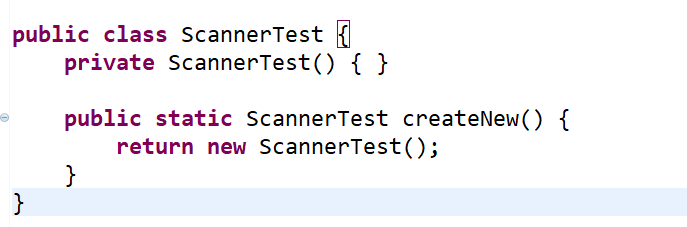 public class ScannerTest {
    private ScannerTest() { }
    public static ScannerTest createNew() {
        return new ScannerTest();
    }
}